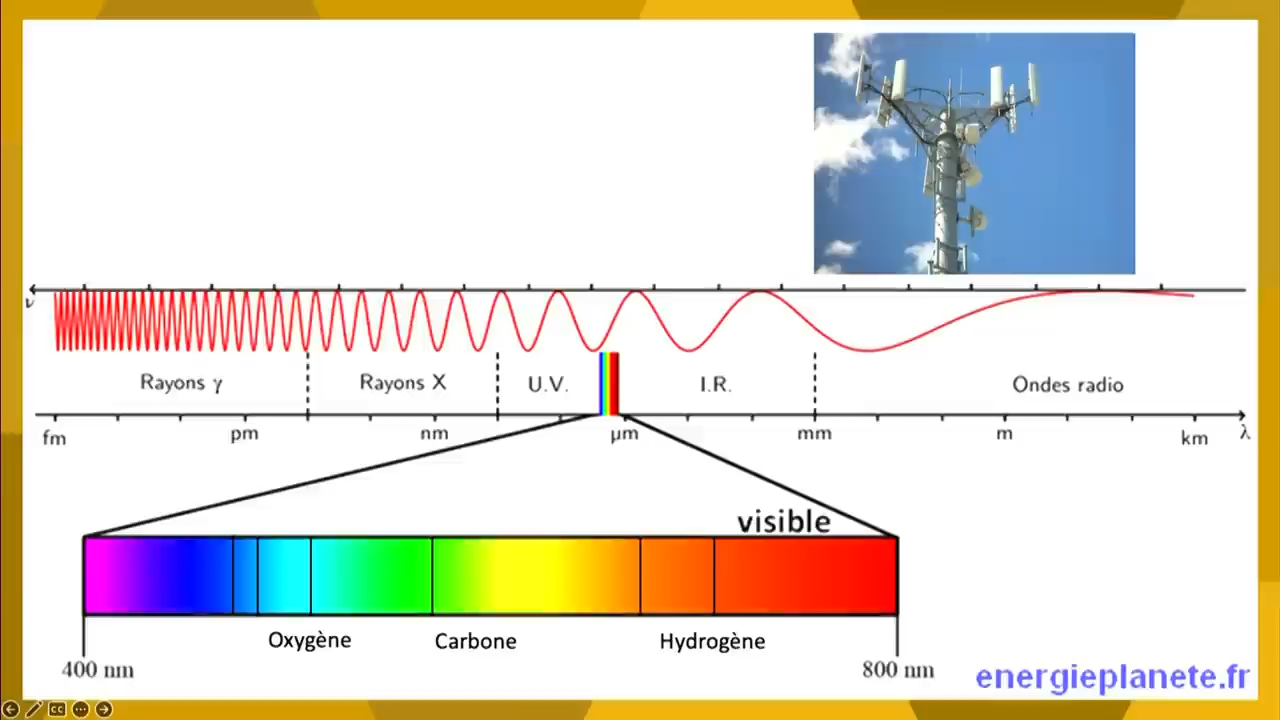 ν
Rayons γ
Rayons X
U.V.
I.R.
Ondes radio
fm
pm
nm
µm
mm
m
km
λ
visible
Oxygène
Carbone
Hydrogène
400 nm
800 nm
energieplanete.fr
CC